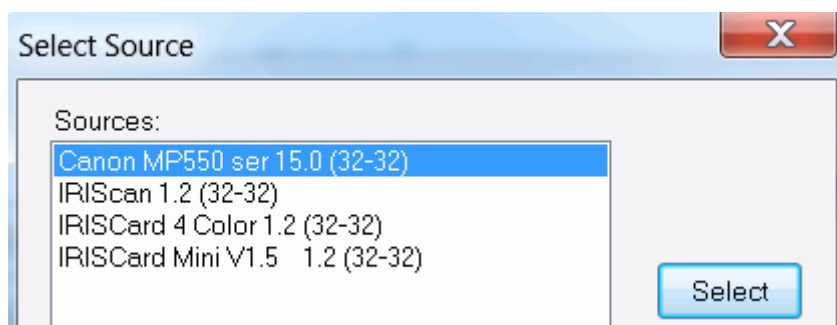 Select Source
Sources:
Canon MP550 ser 15.0 (32-32)
IRIScan 1.2 (32-32)
IRISCard 4 Color 1.2 (32-32)
IRISCard Mini V1.5   1.2 (32-32)
Select